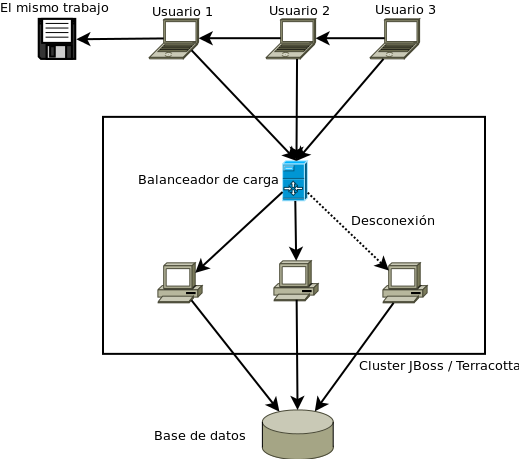 El mismo trabajo
Usuario 1
Usuario 2
Usuario 3
Balanceador de carga
Desconexión
Cluster JBoss / Terracotta
Base de datos